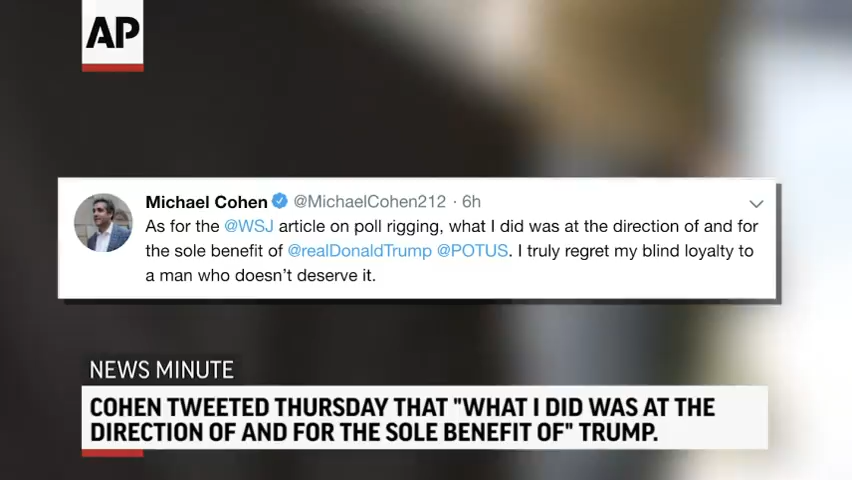 AP
Michael Cohen @MichaelCohen212 · 6h
As for the @WSJ article on poll rigging, what I did was at the direction of and for
the sole benefit of @realDonaldTrump @POTUS. I truly regret my blind loyalty to
a man who doesn’t deserve it.
NEWS MINUTE
COHEN TWEETED THURSDAY THAT "WHAT I DID WAS AT THE
DIRECTION OF AND FOR THE SOLE BENEFIT OF" TRUMP.